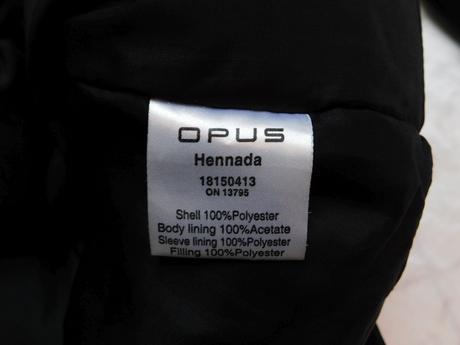 OPUS
Hennada
18150413
ON 13795
Shell 100%Polyester
Body lining 100%Acetate
Sleeve lining 100%Polyester
Filling 100%Polyester